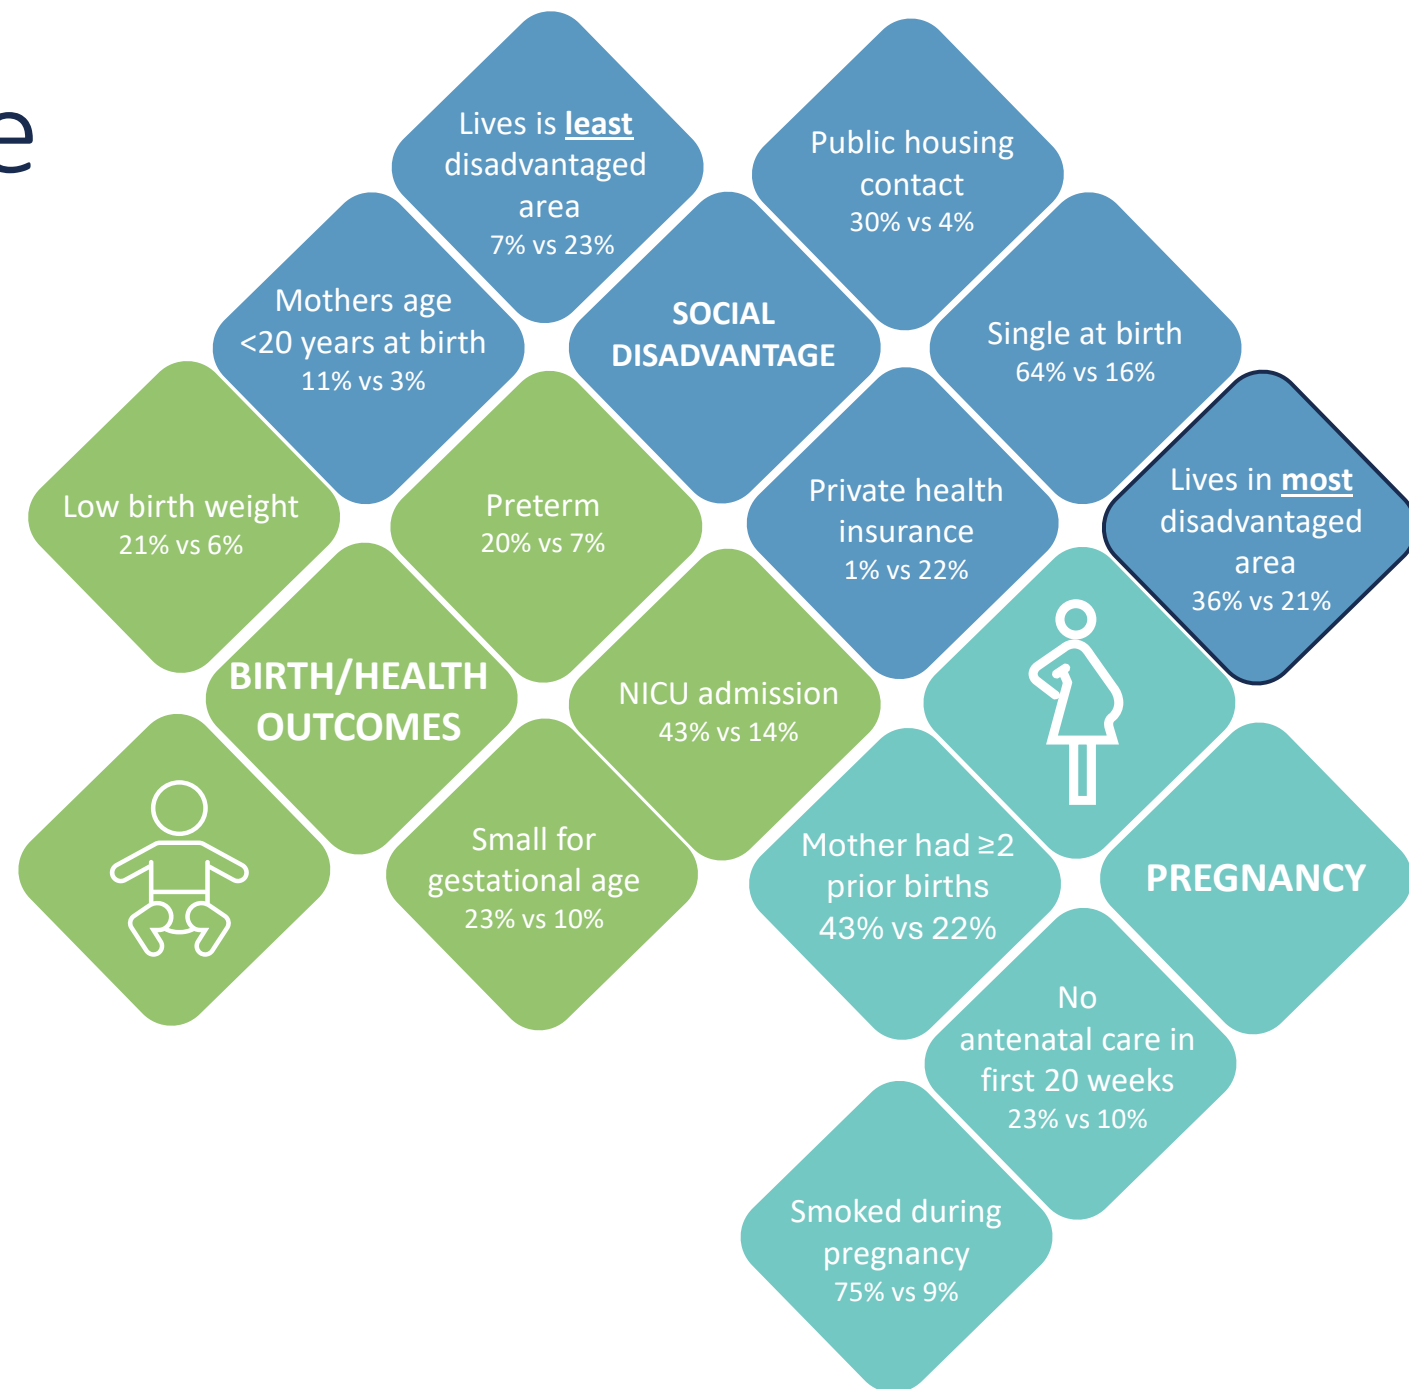 e
Lives is least
disadvantaged
area
7% vs 23%
Public housing
contact
30% vs 4%
Mothers age
<20 years at birth
11% vs 3%
SOCIAL
DISADVANTAGE
Single at birth
64% vs 16%
Low birth weight
21% vs 6%
Preterm
20% vs 7%
Private health
insurance
1% vs 22%
Lives in most
disadvantaged
area
36% vs 21%
BIRTH/HEALTH
OUTCOMES
NICU admission
43% vs 14%
Small for
gestational age
23% vs 10%
Mother had ≥2
prior births
43% vs 22%
PREGNANCY
No
antenatal care in
first 20 weeks
23% vs 10%
Smoked during
pregnancy
75% vs 9%